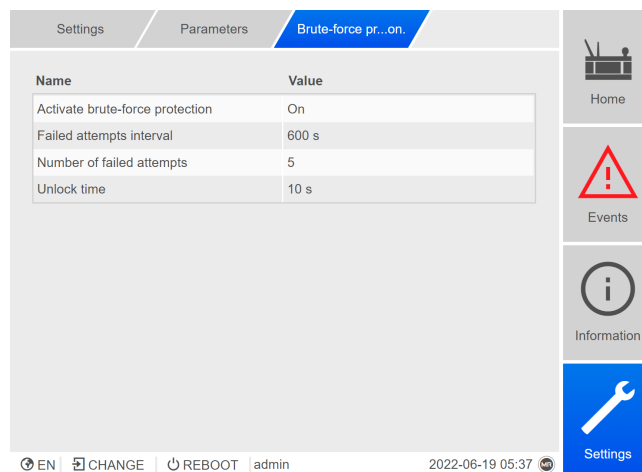 Settings Parameters Brute-force pr...on.
Name Value
Activate brute-force protection On
Failed attempts interval 600 s
Number of failed attempts 5
Unlock time 10 s
Home
Events
Information
Settings
EN CHANGE REBOOT admin 2022-06-19 05:37 MR